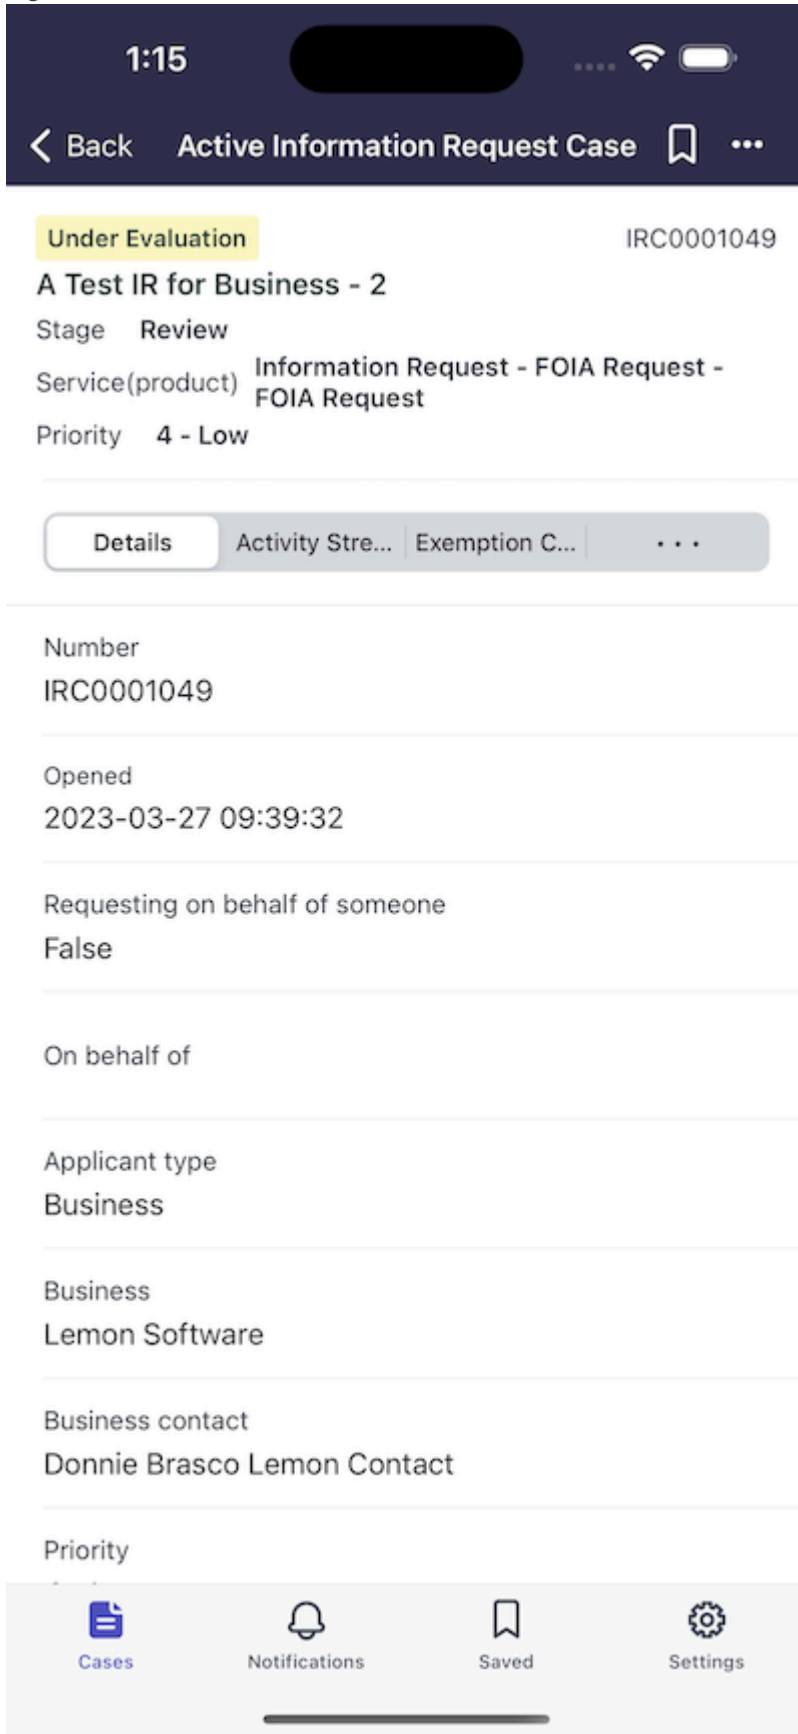 1:15
Back Active Information Request Case
Under Evaluation IRC0001049
A Test IR for Business - 2
Stage Review
Service(product) Information Request - FOIA Request -
FOIA Request
Priority 4 - Low
Details Activity Stre... Exemption C... ...
Number
IRC0001049
Opened
2023-03-27 09:39:32
Requesting on behalf of someone
False
On behalf of
Applicant type
Business
Business
Lemon Software
Business contact
Donnie Brasco Lemon Contact
Priority
Cases Notifications Saved Settings